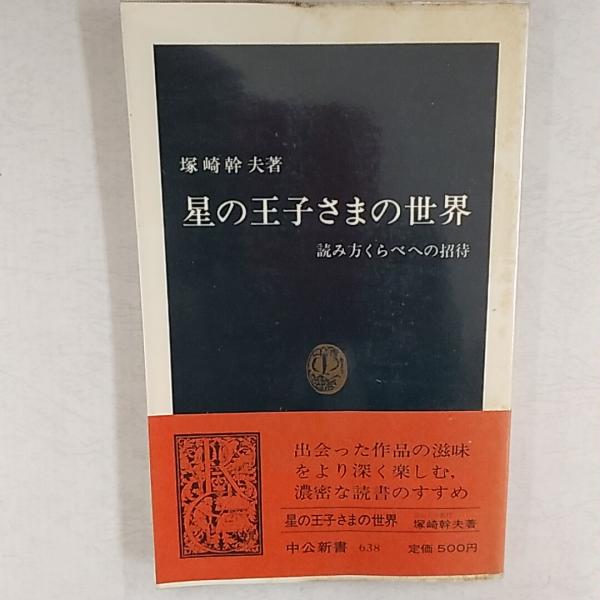 塚崎幹夫著
星の王子さまの世界
読み方くらべへの招待
出会った作品の滋味
をより深く楽しむ,
濃密な読書のすすめ
星の王子さまの世界 塚崎幹夫著
中公新書 638 定価 500円